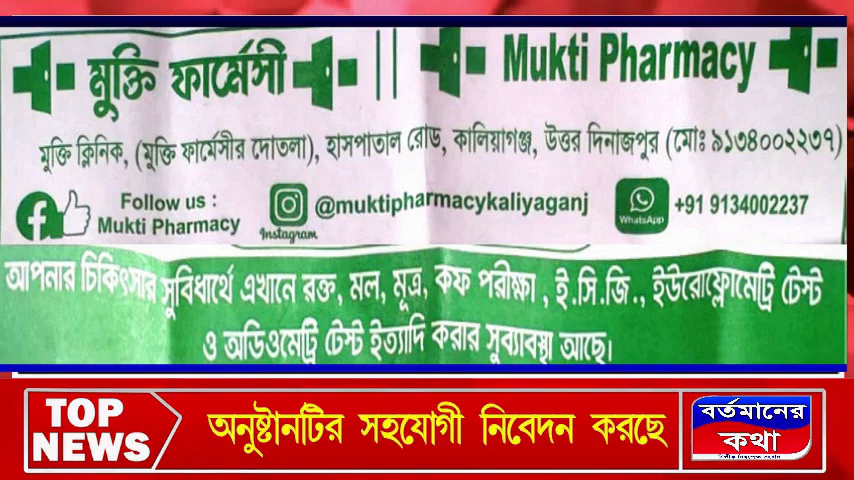 মুক্তি ফার্মেসী || Mukti Pharmacy
মুক্তি ক্লিনিক, (মুক্তি ফার্মেসীর দোতলা), হাসপাতাল রোড, কালিয়াগঞ্জ, উত্তর দিনাজপুর (মোঃ ৯১৩৪০০২২৩৭)
Follow us :
Mukti Pharmacy
Instagram
@muktipharmacykaliyaganj
WhatsApp
+91 9134002237
আপনার চিকিৎসার সুবিধার্থে এখানে রক্ত, মল, মূত্র, কফ পরীক্ষা , ই.সি.জি., ইউরোফ্লোমেট্রি টেস্ট
ও অডিওমেট্রি টেস্ট ইত্যাদি করার সুব্যাবস্থা আছে।
TOP
NEWS
অনুষ্টানটির সহযোগী নিবেদন করছে
বর্তমানের
কথা